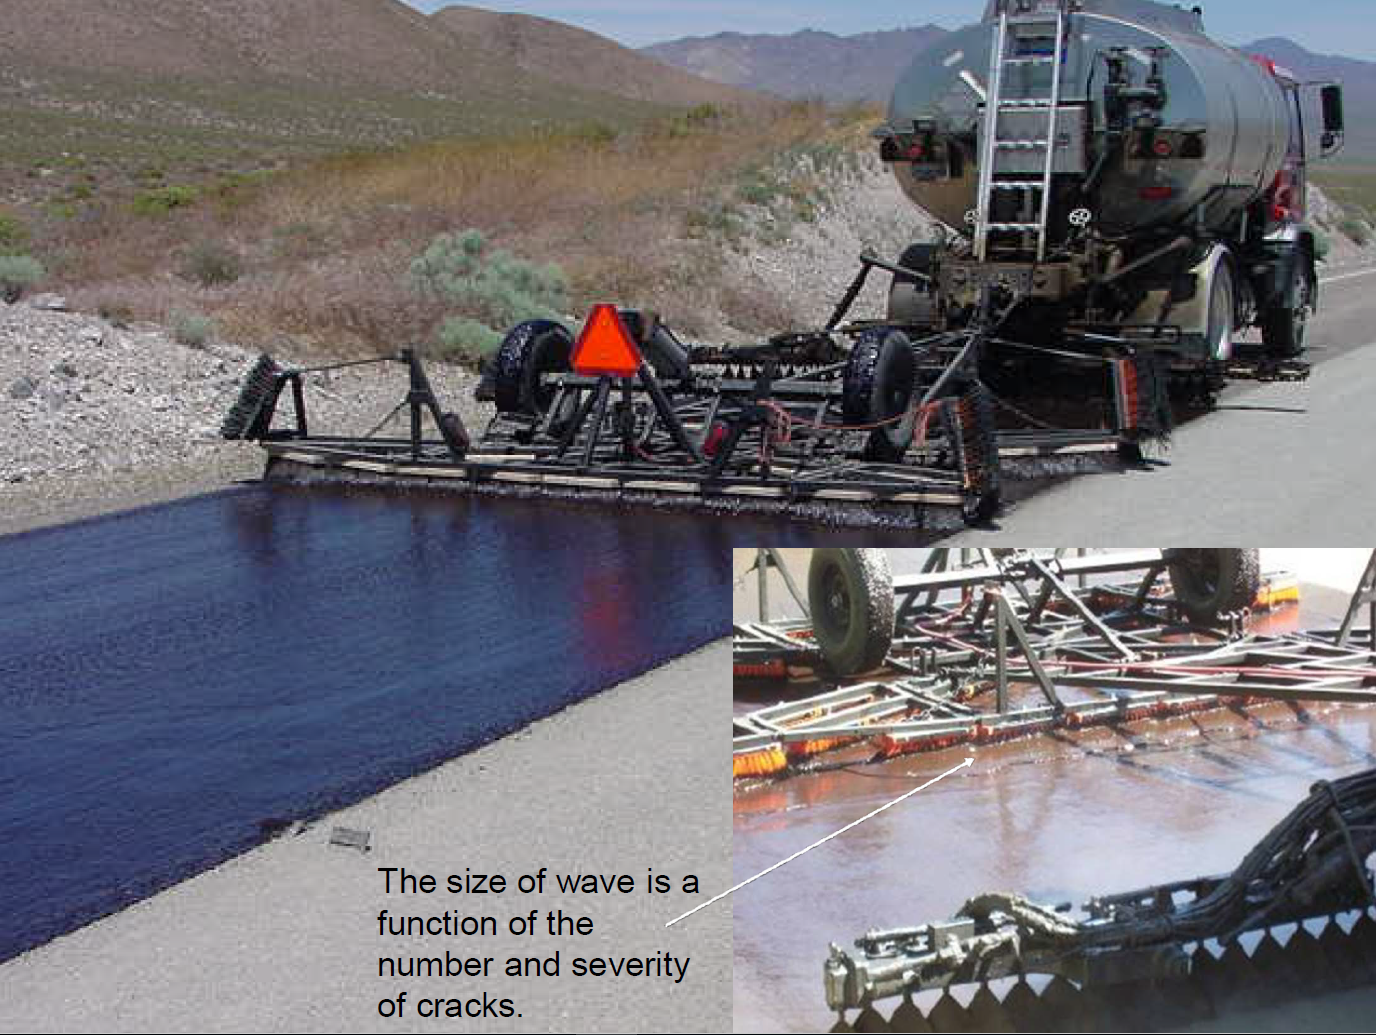 The size of wave is a
function of the
number and severity
of cracks.